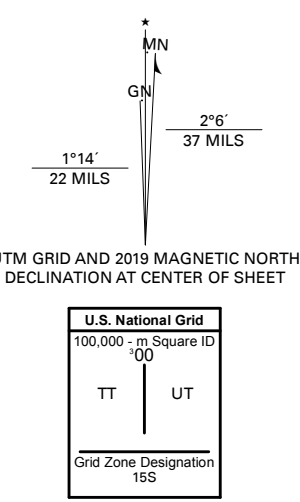 ★
MN
GN
2°6´
37 MILS
1°14´
22 MILS
UTM GRID AND 2019 MAGNETIC NORTH
DECLINATION AT CENTER OF SHEET
U.S. National Grid
100,000 - m Square ID
³00
TT UT
Grid Zone Designation
15S